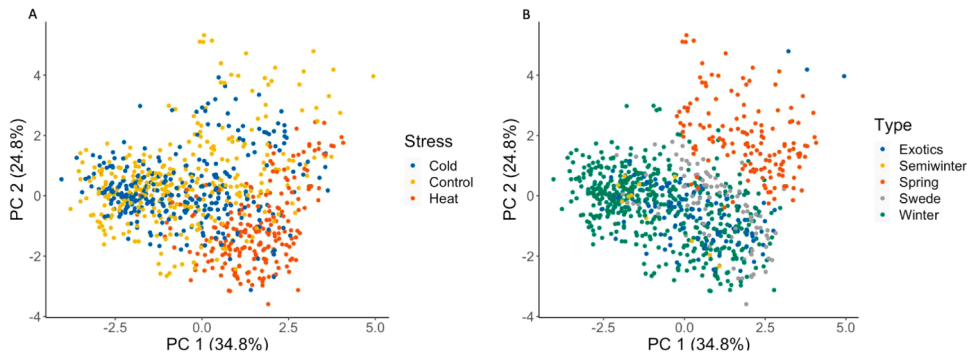 A
PC 2 (24.8%)
4
2
0
-2
-4
-2.5
0.0
2.5
5.0
PC 1 (34.8%)
Stress
Cold
Control
Heat
B
PC 2 (24.8%)
4
2
0
-2
-4
-2.5
0.0
2.5
5.0
PC 1 (34.8%)
Type
Exotics
Semiwinter
Spring
Swede
Winter